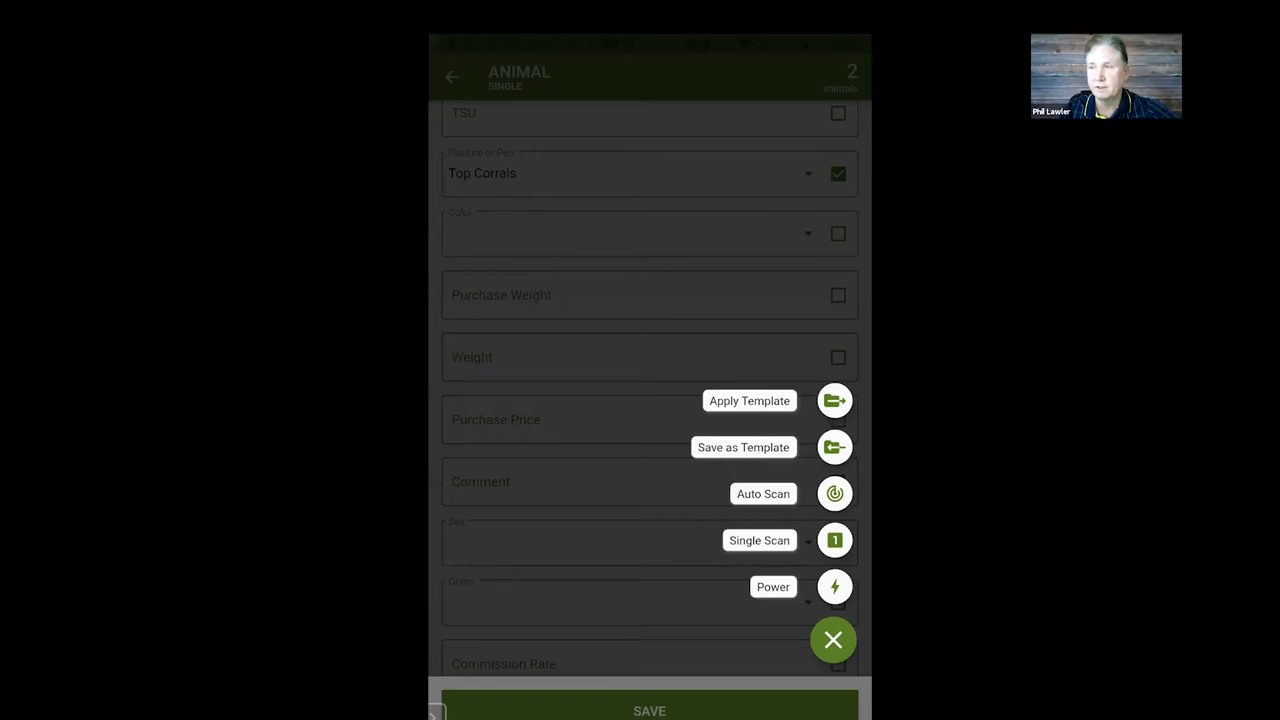 ANIMAL
SINGLE
2
animals
Phil Lawler
TSU
Pasture or Pen
Top Corrals
Color
Purchase Weight
Weight
Apply Template
Purchase Price
Save as Template
Comment
Auto Scan
Sex
Single Scan
Origin
Power
Commission Rate
SAVE